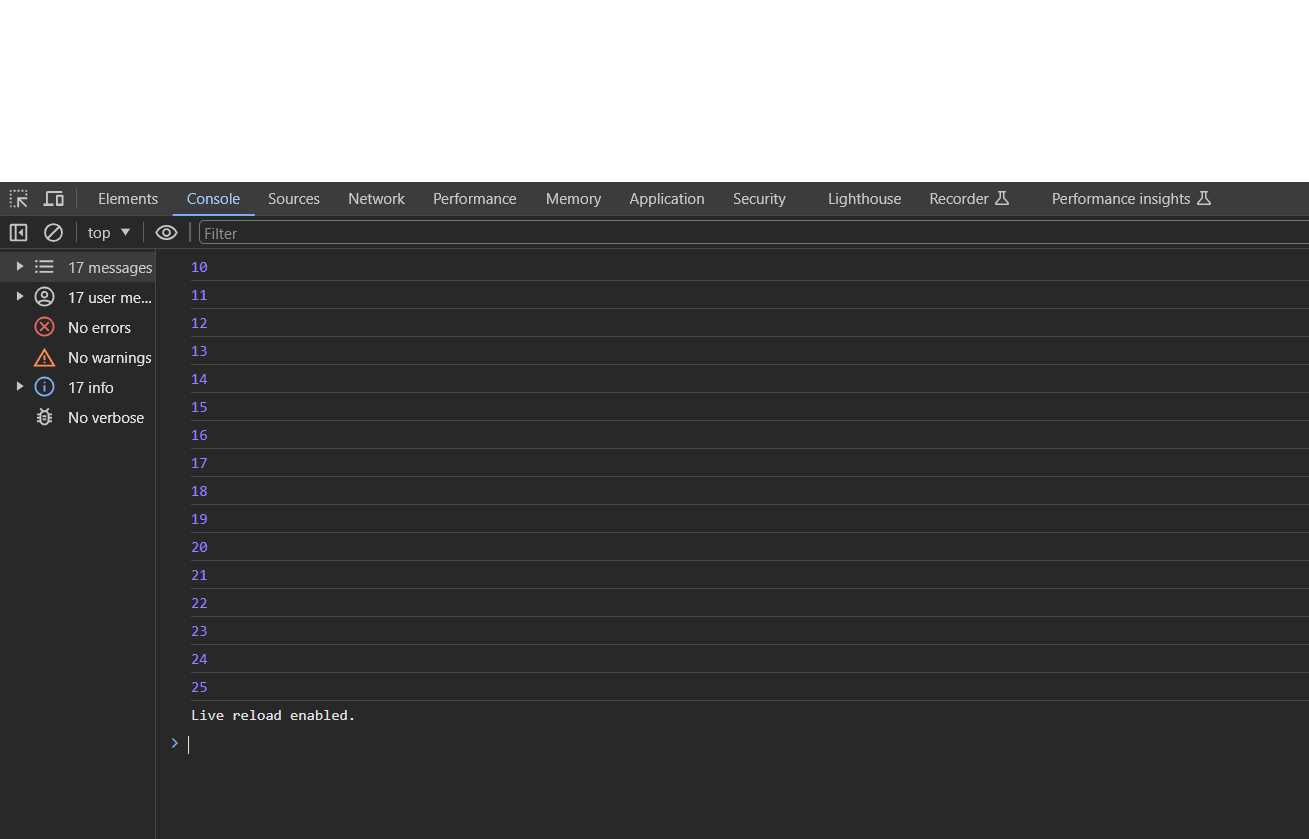 Elements Console Sources Network Performance Memory Application Security Lighthouse Recorder Performance insights
top Filter
17 messages
17 user me...
No errors
No warnings
17 info
No verbose
10
11
12
13
14
15
16
17
18
19
20
21
22
23
24
25
Live reload enabled.